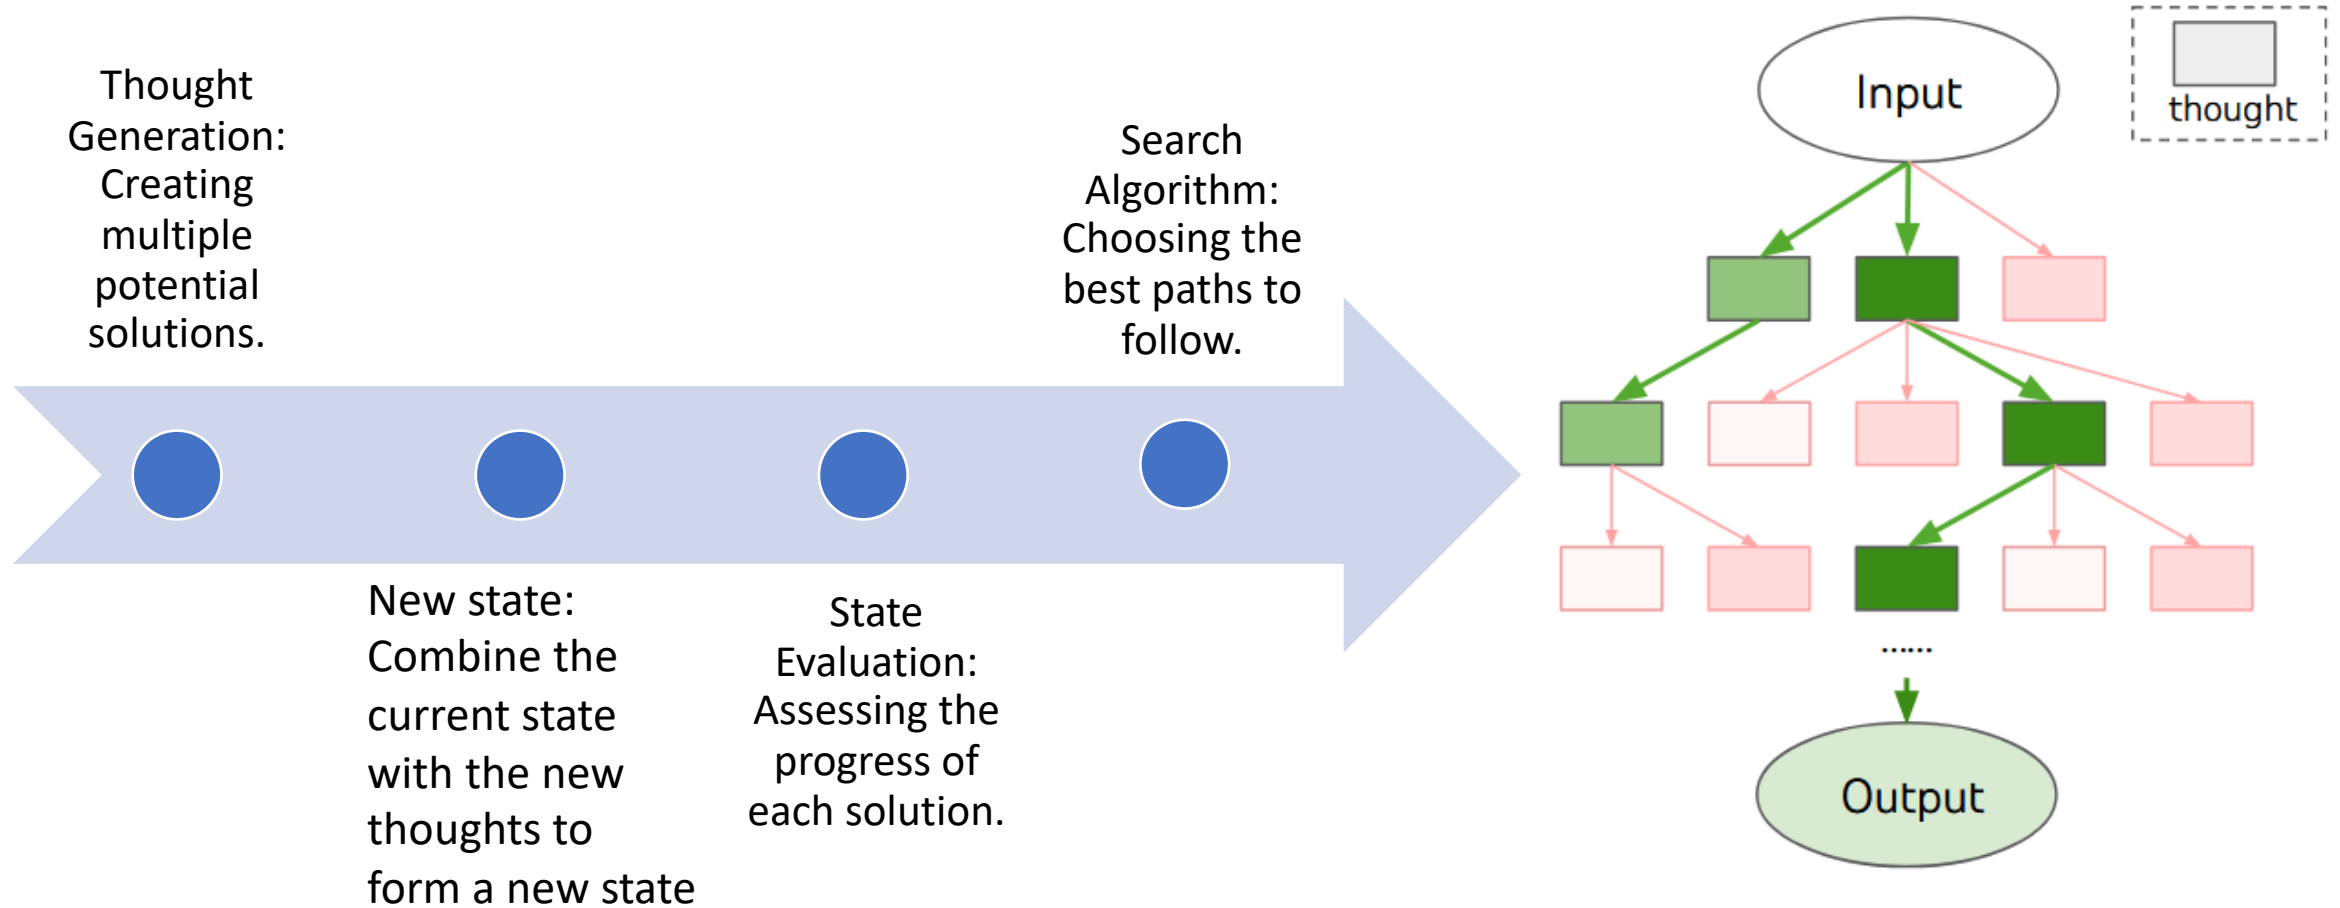 Thought
Generation:
Creating
multiple
potential
solutions.
New state:
Combine the
current state
with the new
thoughts to
form a new state
State
Evaluation:
Assessing the
progress of
each solution.
Search
Algorithm:
Choosing the
best paths to
follow.
Input
thought
......
Output